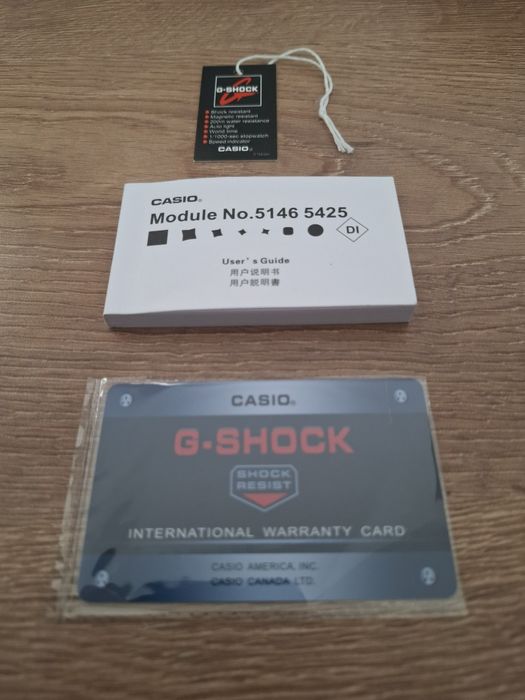 G-SHOCK
Shock resistant
Magnetic resistant
200m water resistance
Auto light
World time
1/1000-sec stopwatch
Speed indicator
CASIO®
CASIO®
Module No.5146 5425
DI
User's Guide
用户说明书
用戶說明書
CASIO®
G-SHOCK
SHOCK
RESIST
INTERNATIONAL WARRANTY CARD
CASIO AMERICA, INC.
CASIO CANADA LTD.